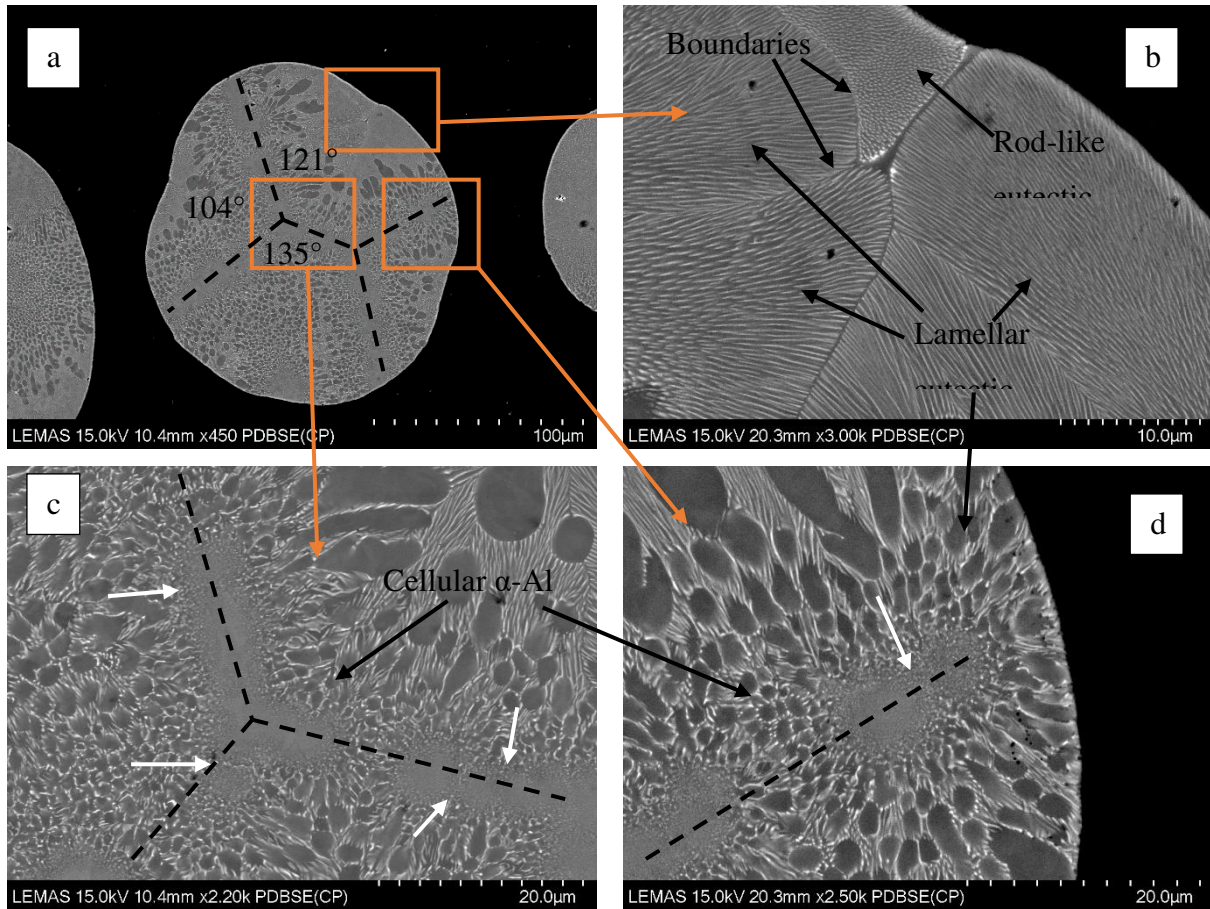 a
121°
104°
135°
LEMAS 15.0kV 10.4mm x450 PDBSE(CP)
100µm
b
Boundaries
Rod-like
eutectic
Lamellar
eutectic
LEMAS 15.0kV 20.3mm x3.00k PDBSE(CP)
10.0µm
c
Cellular α-Al
LEMAS 15.0kV 10.4mm x2.20k PDBSE(CP)
20.0µm
d
LEMAS 15.0kV 20.3mm x2.50k PDBSE(CP)
20.0µm